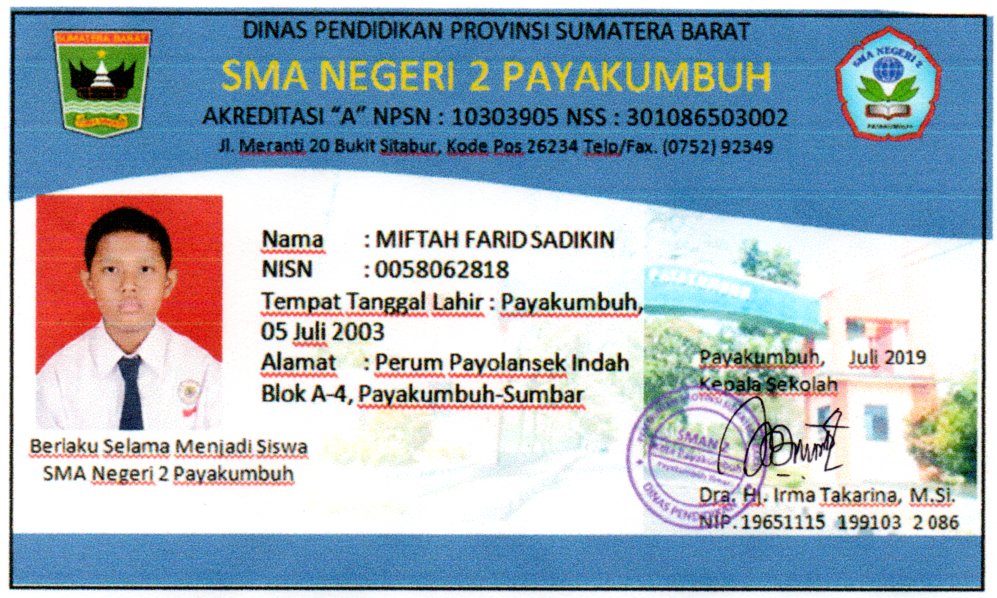 DINAS PENDIDIKAN PROVINSI SUMATERA BARAT
SMA NEGERI 2 PAYAKUMBUH
AKREDITASI "A" NPSN : 10303905 NSS : 301086503002
Jl. Meranti 20 Bukit Sitabur, Kode Pos 26234 Telp/Fax. (0752) 92349
SUMATERA BARAT
SMA NEGERI 2
PAYAKUMBUH
Nama : MIFTAH FARID SADIKIN
NISN : 0058062818
Tempat Tanggal Lahir : Payakumbuh,
05 Juli 2003
Alamat : Perum Payolansek Indah
Blok A-4, Payakumbuh-Sumbar
Berlaku Selama Menjadi Siswa
SMA Negeri 2 Payakumbuh
Payakumbuh, Juli 2019
Kepala Sekolah
SMAN
DINAS PENDIDIKAN
Dra. Hj. Irma Takarina, M.Si.
NIP. 19651115 199103 2 086